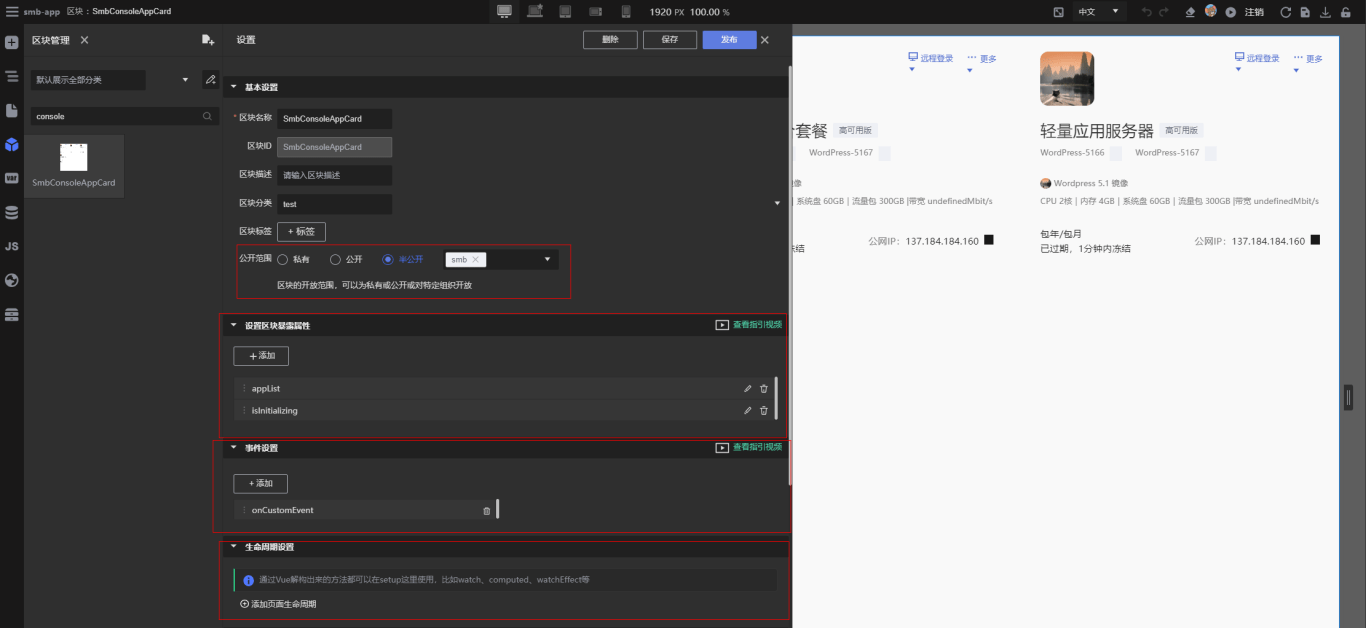 smb-app 区块：SmbConsoleAppCard
1920 PX 100.00 %
中文
注销
区块管理
默认展示全部分类
console
SmbConsoleAppCard
设置
删除
保存
发布
基本设置
* 区块名称 SmbConsoleAppCard
区块ID SmbConsoleAppCard
区块描述 请输入区块描述
区块分类 test
区块标签 + 标签
公开范围 私有 公开 半公开 smb
区块的开放范围，可以为私有或公开或对特定组织开放
设置区块暴露属性 查看指引视频
+ 添加
appList
isInitializing
事件设置 查看指引视频
+ 添加
onCustomEvent
生命周期设置
通过Vue解构出来的方法都可以在setup这里使用，比如watch、computed、watchEffect等
添加页面生命周期
远程登录 ··· 更多
套餐 高可用版
WordPress-5167
镜像
| 系统盘 60GB | 流量包 300GB |带宽 undefinedMbit/s
公网IP： 137.184.184.160
冻结
远程登录 ··· 更多
轻量应用服务器 高可用版
WordPress-5166 WordPress-5167
Wordpress 5.1 镜像
CPU 2核 | 内存 4GB | 系统盘 60GB | 流量包 300GB |带宽 undefinedMbit/s
包年/包月
已过期，1分钟内冻结
公网IP： 137.184.184.160
JS
var